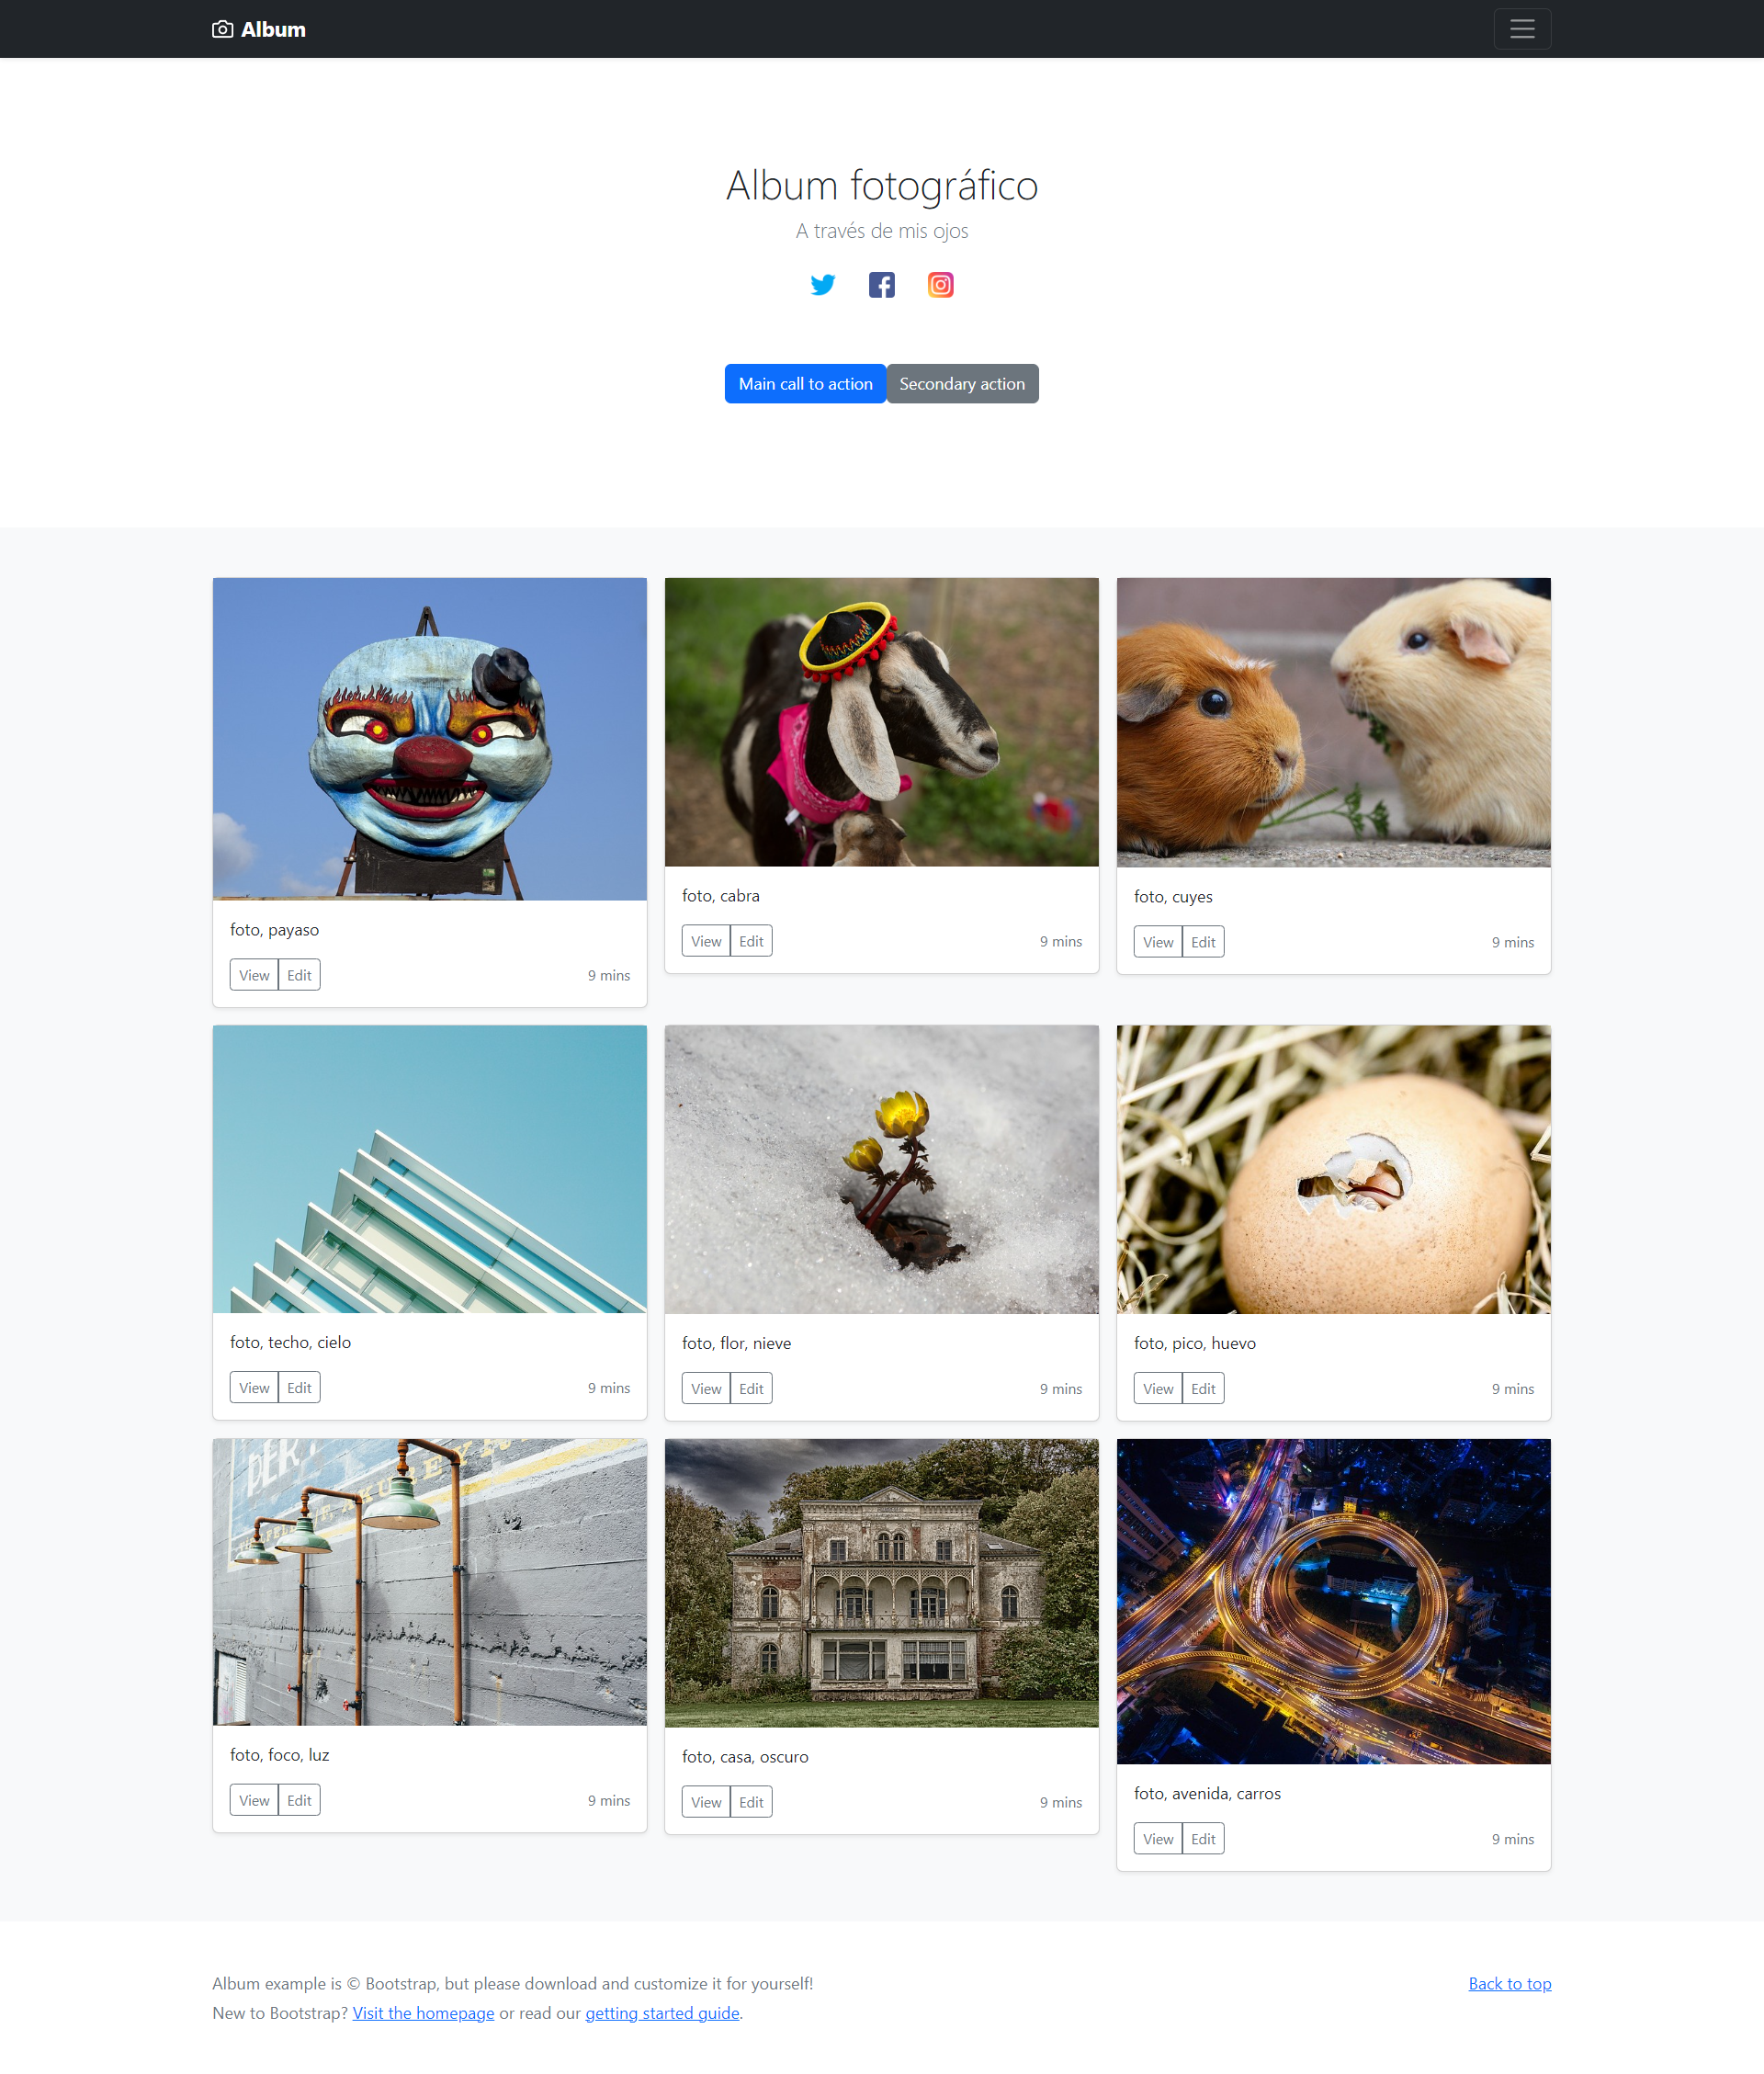 Album
Album fotográfico
A través de mis ojos
Main call to action Secondary action
foto, payaso
View Edit 9 mins
foto, cabra
View Edit 9 mins
foto, cuyes
View Edit 9 mins
foto, techo, cielo
View Edit 9 mins
foto, flor, nieve
View Edit 9 mins
foto, pico, huevo
View Edit 9 mins
foto, foco, luz
View Edit 9 mins
foto, casa, oscuro
View Edit 9 mins
foto, avenida, carros
View Edit 9 mins
Album example is © Bootstrap, but please download and customize it for yourself!
New to Bootstrap? Visit the homepage or read our getting started guide.
Back to top